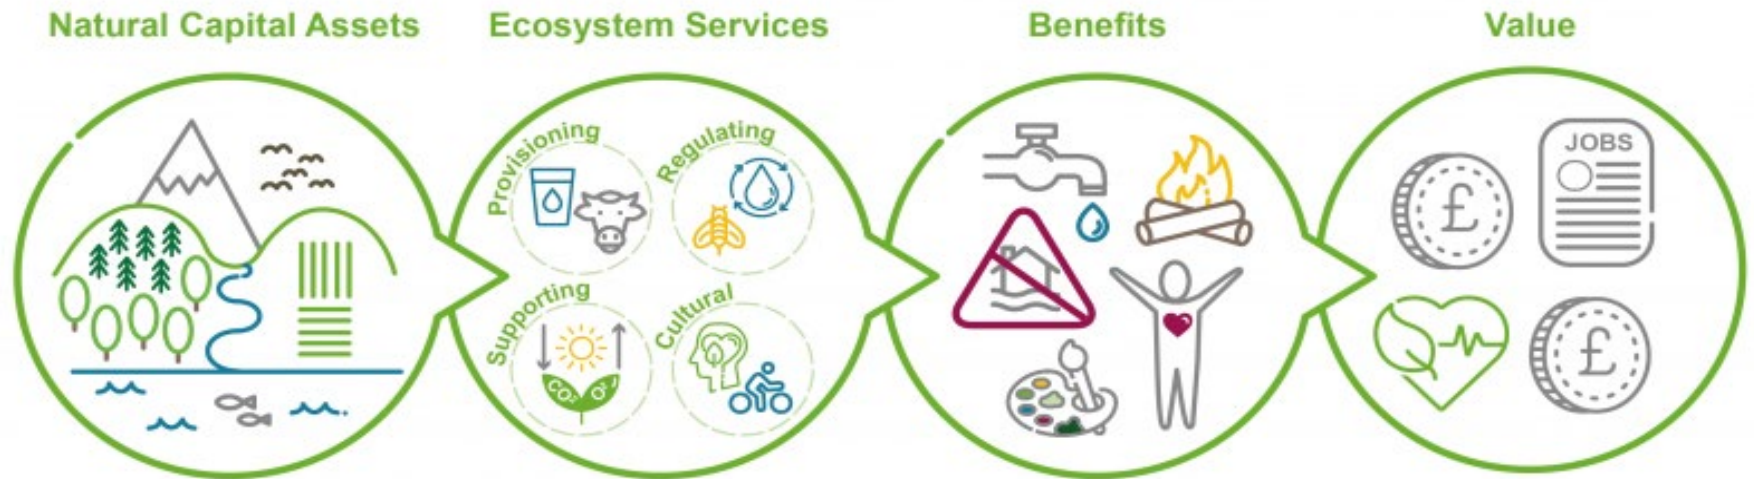 Natural Capital Assets
Ecosystem Services
Benefits
Value
Provisioning
Regulating
Supporting
Cultural
CO₂
O₂
JOBS
£
£